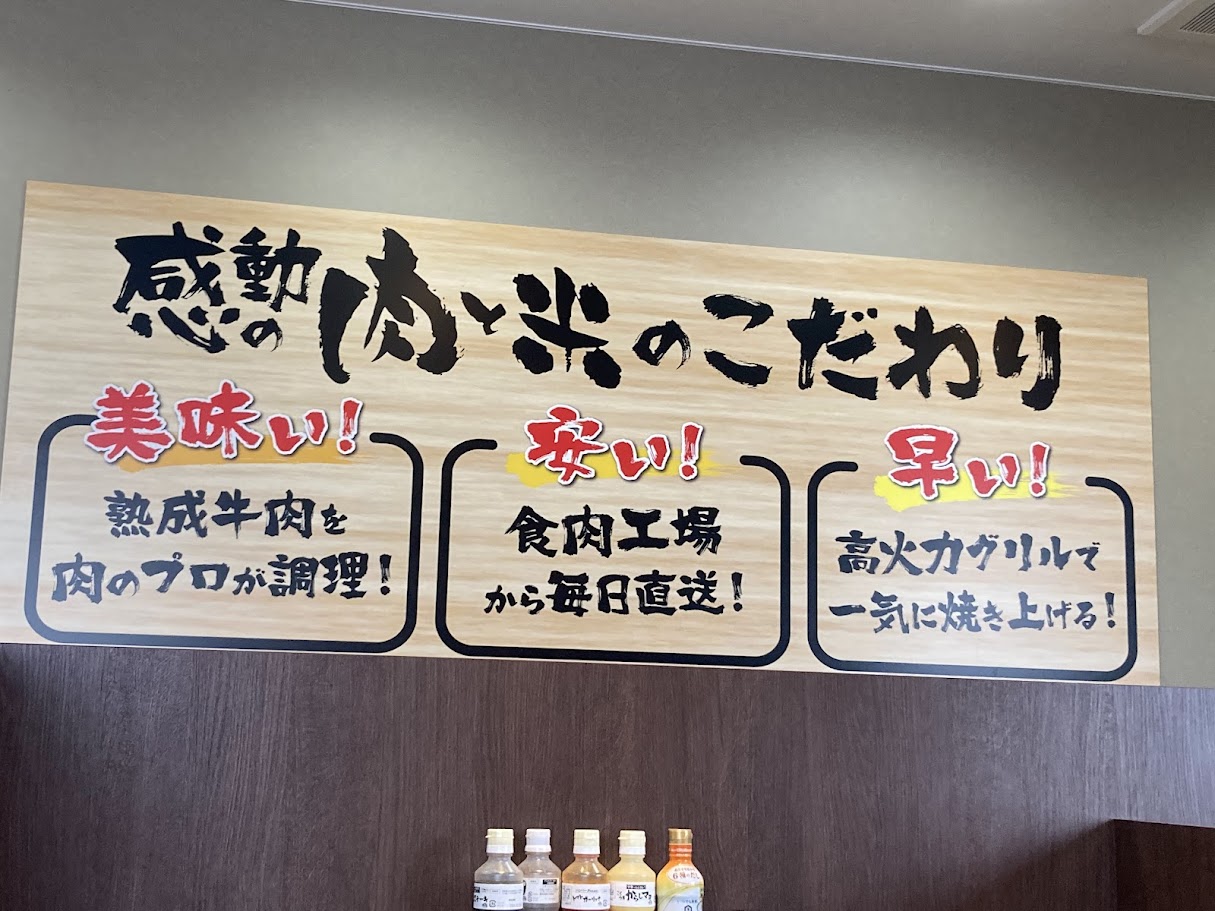 感動の肉と米のこだわり
美味い!
熟成牛肉を
肉のプロが調理!
安い!
食肉工場
から毎日直送!
早い!
高火力グリルで
一気に焼き上げる!